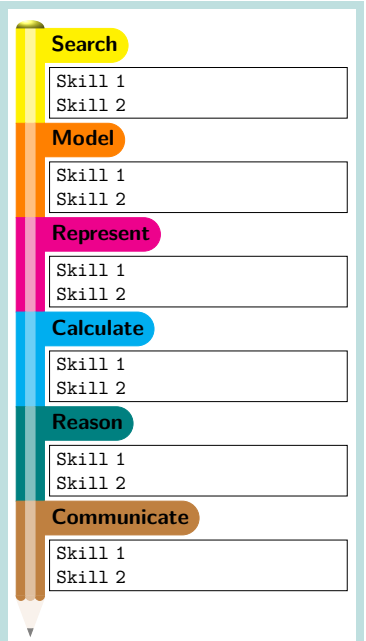 Search
Skill 1
Skill 2
Model
Skill 1
Skill 2
Represent
Skill 1
Skill 2
Calculate
Skill 1
Skill 2
Reason
Skill 1
Skill 2
Communicate
Skill 1
Skill 2